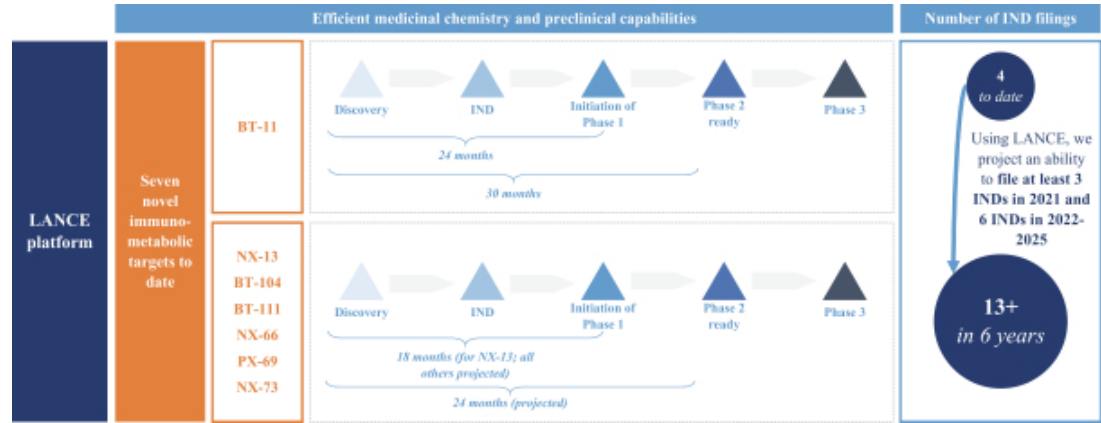 Efficient medicinal chemistry and preclinical capabilities
Number of IND filings
LANCE
platform
Seven
novel
immuno-
metabolic
targets to
date
BT-11
Discovery
IND
Initiation of
Phase 1
Phase 2
ready
Phase 3
24 months
30 months
NX-13
BT-104
BT-111
NX-66
PX-69
NX-73
Discovery
IND
Initiation of
Phase 1
Phase 2
ready
Phase 3
18 months (for NX-13; all
others projected)
24 months (projected)
4
to date
Using LANCE, we
project an ability
to file at least 3
INDs in 2021 and
6 INDs in 2022-
2025
13+
in 6 years